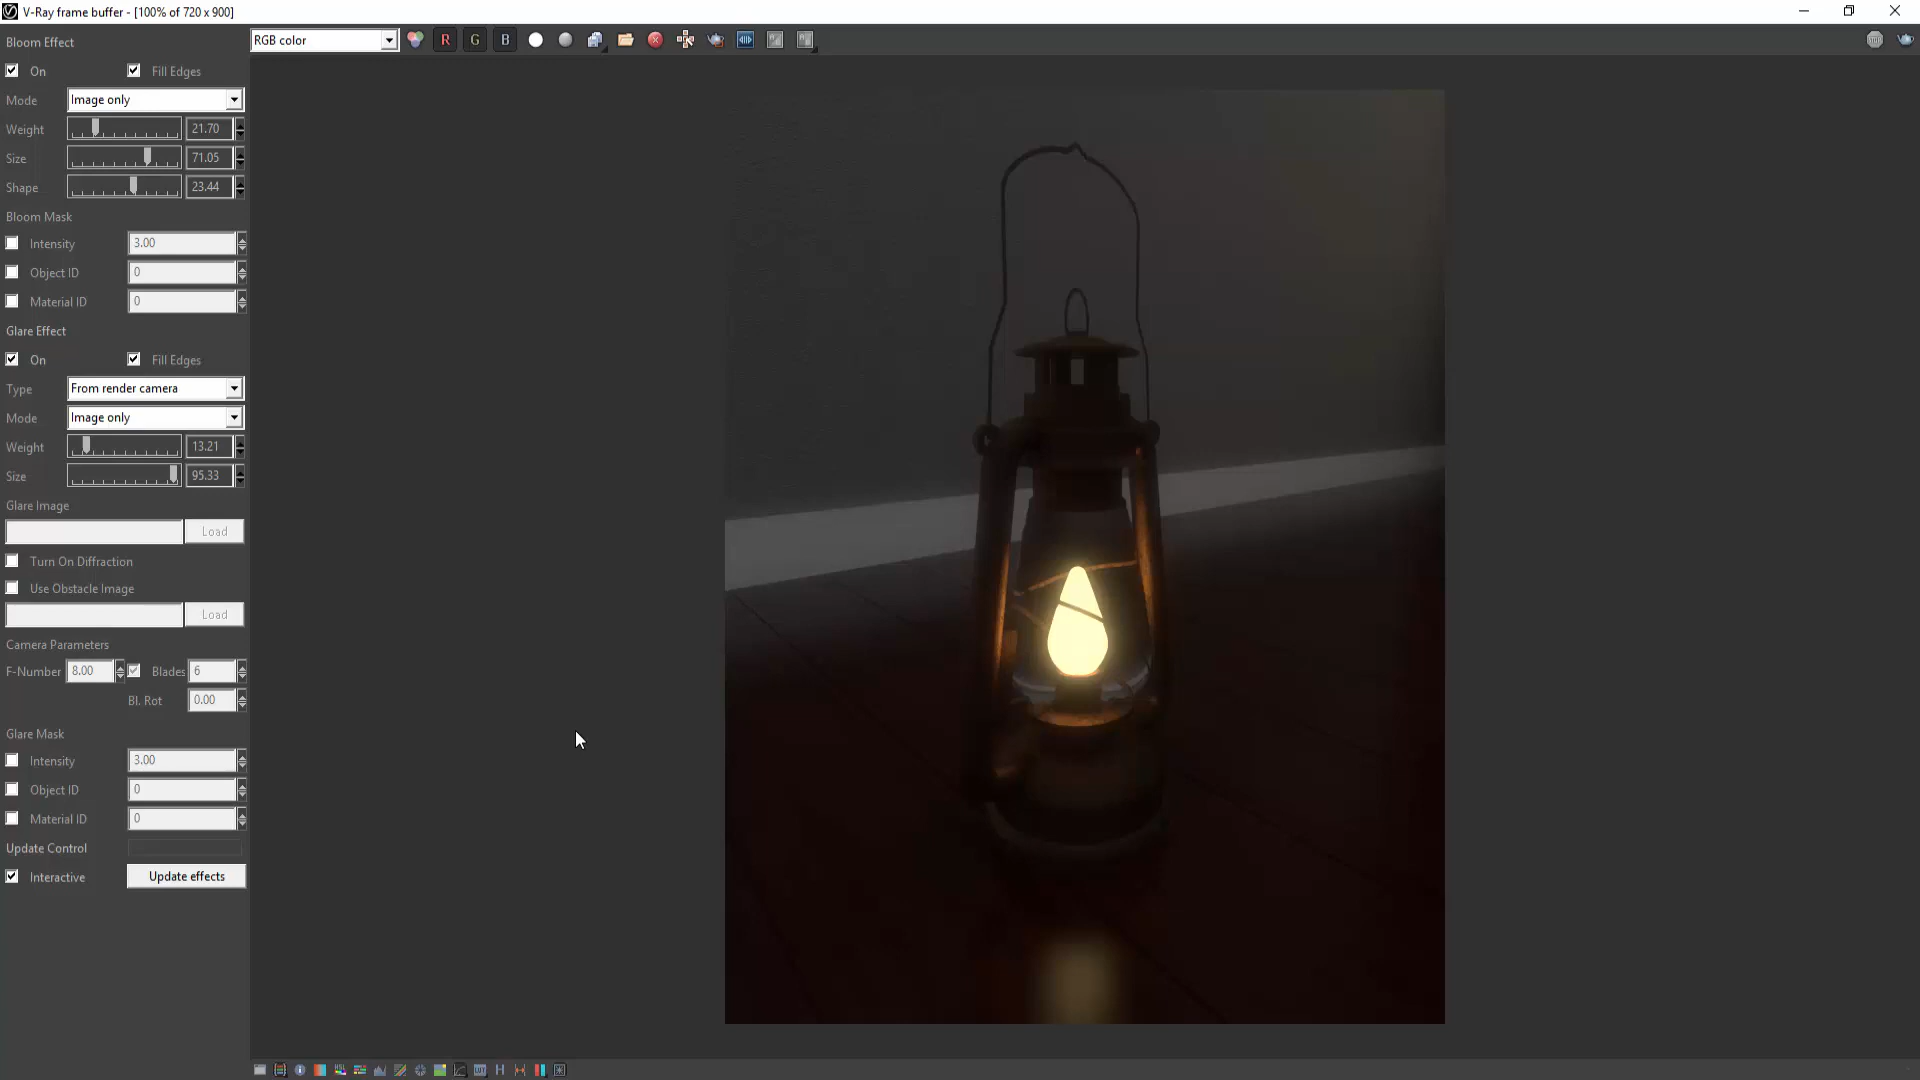 V-Ray frame buffer - [100% of 720 x 900]
Bloom Effect
RGB color
R
G
B
On
Fill Edges
Mode
Image only
Weight
21.70
Size
71.05
Shape
23.44
Bloom Mask
Intensity
3.00
Object ID
0
Material ID
0
Glare Effect
On
Fill Edges
Type
From render camera
Mode
Image only
Weight
13.21
Size
95.33
Glare Image
Load
Turn On Diffraction
Use Obstacle Image
Load
Camera Parameters
F-Number
8.00
Blades
6
Bl. Rot
0.00
Glare Mask
Intensity
3.00
Object ID
0
Material ID
0
Update Control
Interactive
Update effects
H